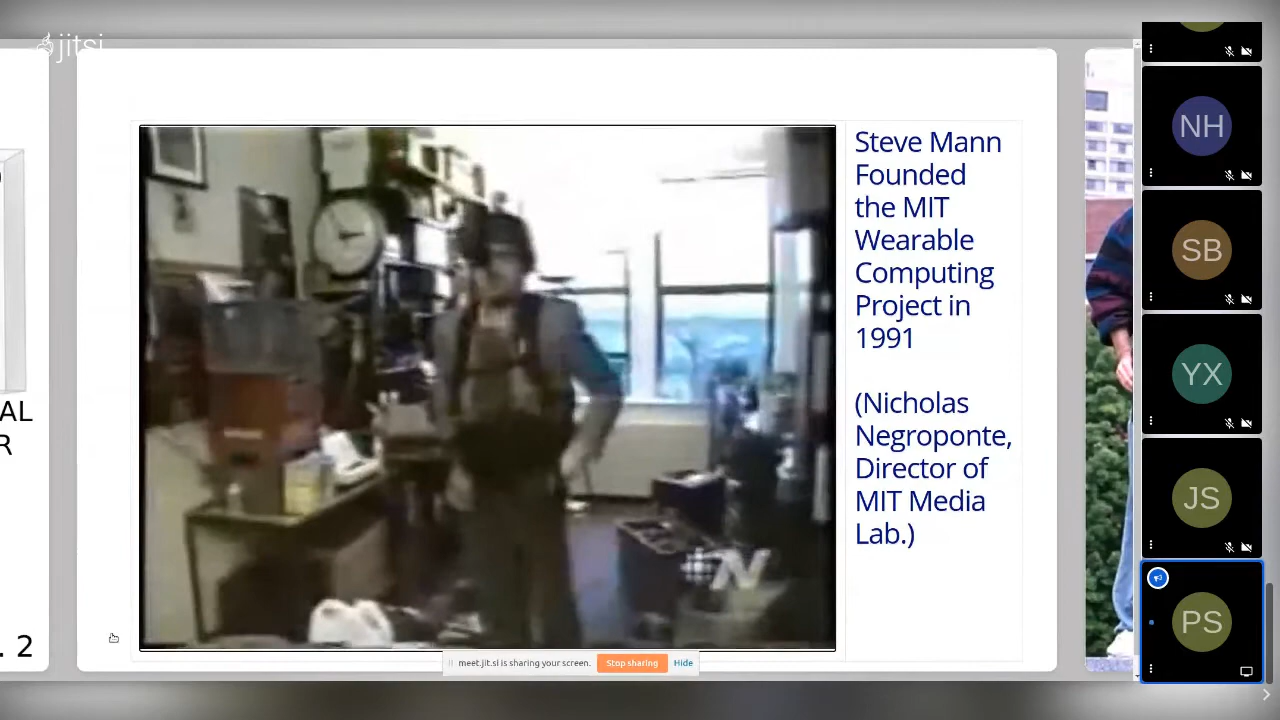 jitsi
Steve Mann
Founded
the MIT
Wearable
Computing
Project in
1991
(Nicholas
Negroponte,
Director of
MIT Media
Lab.)
AL
R
. 2
N
meet.jit.si is sharing your screen.
Stop sharing
Hide
NH
SB
YX
JS
PS